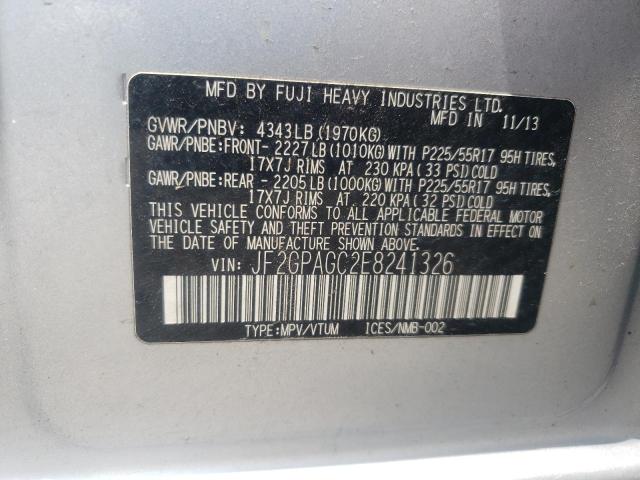 MFD BY FUJI HEAVY INDUSTRIES LTD.
MFD IN 11/13
GVWR/PNBV: 4343LB(1970KG)
GAWR/PNBE:FRONT- 2227LB(1010KG)WITH P225/55R17 95H TIRES,
17X7J RIMS AT 230 KPA(33 PSI)COLD
GAWR/PNBE:REAR - 2205LB(1000KG)WITH P225/55R17 95H TIRES,
17X7J RIMS AT 220 KPA(32 PSI)COLD
THIS VEHICLE CONFORMS TO ALL APPLICABLE FEDERAL MOTOR
VEHICLE SAFETY AND THEFT PREVENTION STANDARDS IN EFFECT ON
THE DATE OF MANUFACTURE SHOWN ABOVE.
VIN: JF2GPAGC2E8241326
TYPE:MPV/VTUM ICES/NMB-002